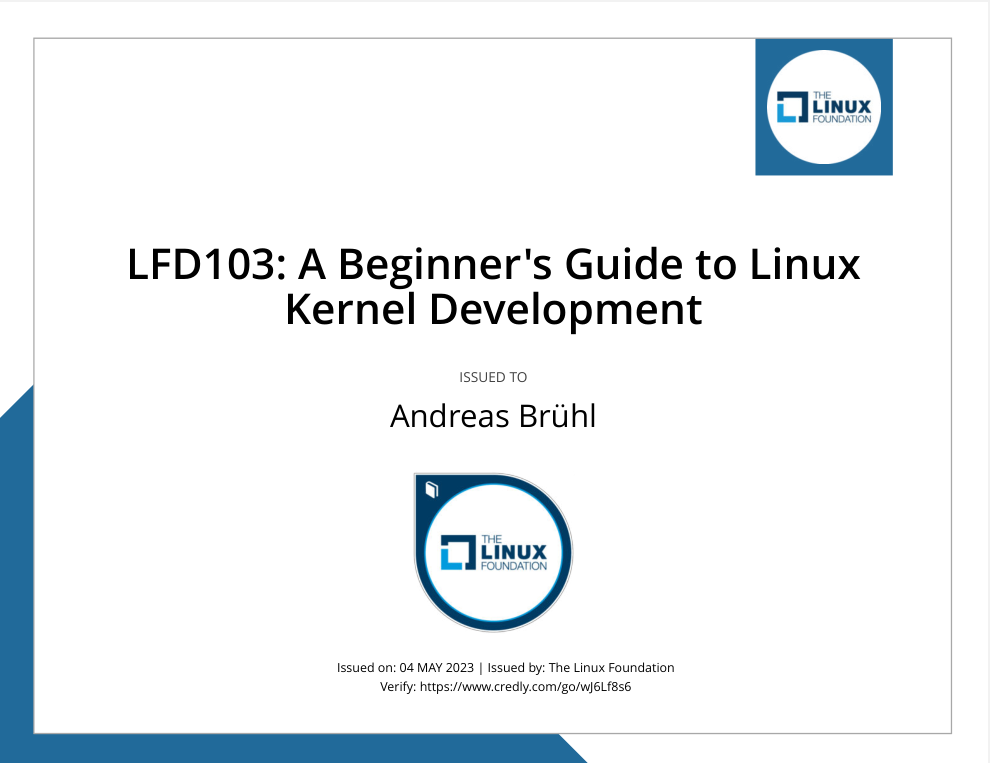 THE
LINUX
FOUNDATION
LFD103: A Beginner's Guide to Linux
Kernel Development
ISSUED TO
Andreas Brühl
THE
LINUX
FOUNDATION
Issued on: 04 MAY 2023 | Issued by: The Linux Foundation
Verify: https://www.credly.com/go/wJ6Lf8s6